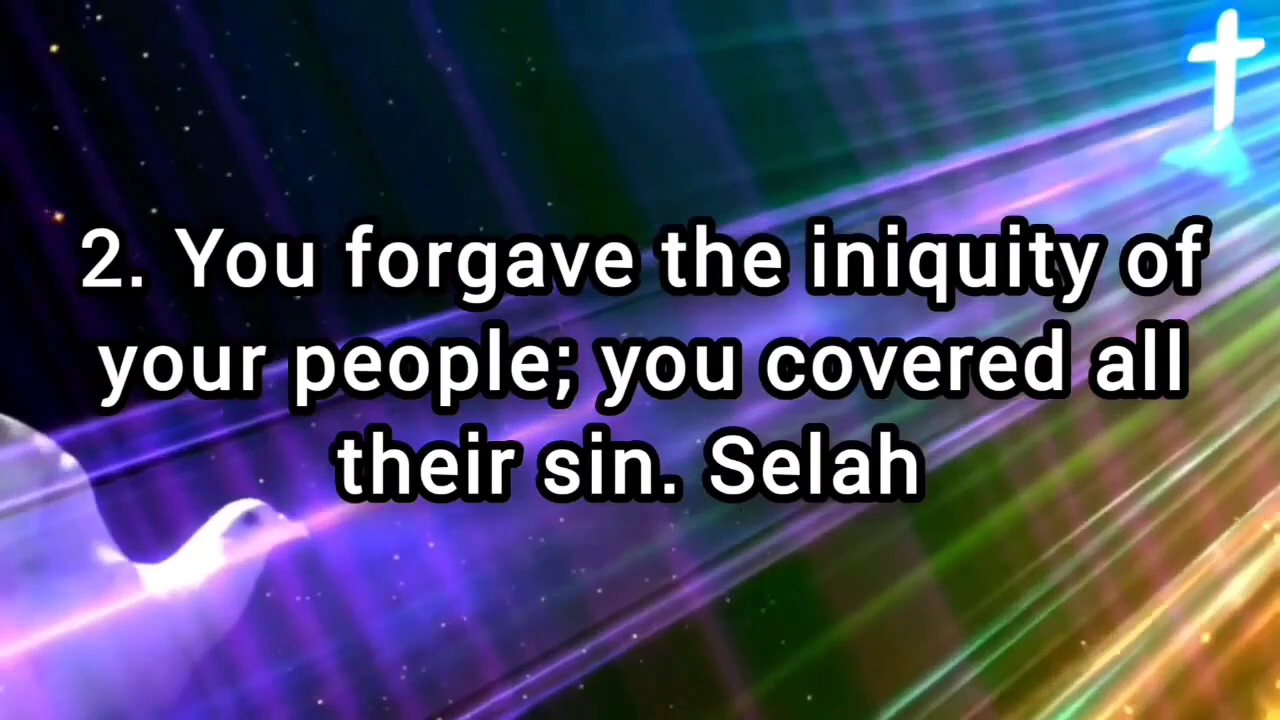 2. You forgave the iniquity of
your people; you covered all
their sin. Selah